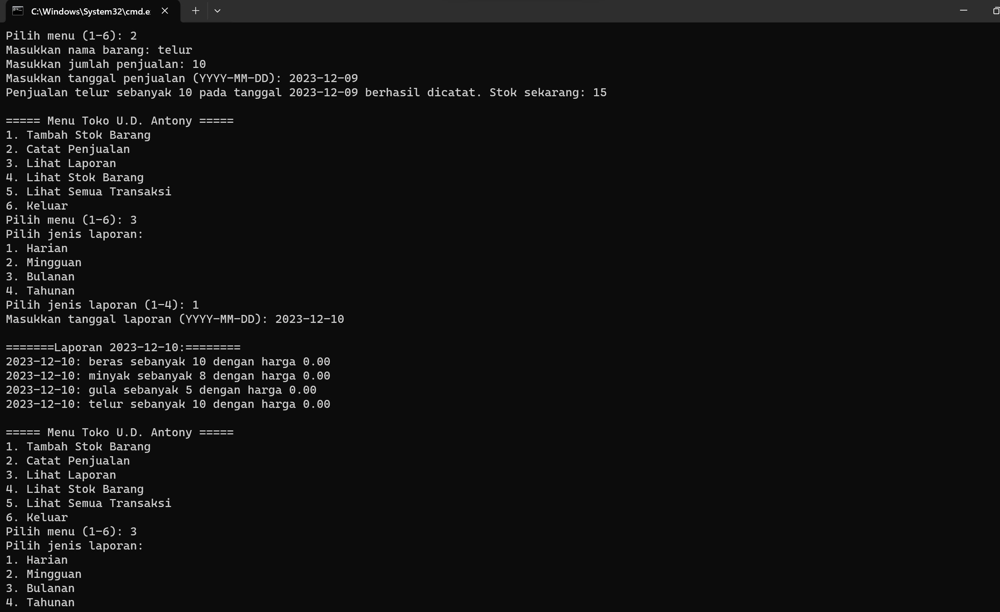 C:\Windows\System32\cmd.e
Pilih menu (1-6): 2
Masukkan nama barang: telur
Masukkan jumlah penjualan: 10
Masukkan tanggal penjualan (YYYY-MM-DD): 2023-12-09
Penjualan telur sebanyak 10 pada tanggal 2023-12-09 berhasil dicatat. Stok sekarang: 15
===== Menu Toko U.D. Antony =====
1. Tambah Stok Barang
2. Catat Penjualan
3. Lihat Laporan
4. Lihat Stok Barang
5. Lihat Semua Transaksi
6. Keluar
Pilih menu (1-6): 3
Pilih jenis laporan:
1. Harian
2. Mingguan
3. Bulanan
4. Tahunan
Pilih jenis laporan (1-4): 1
Masukkan tanggal laporan (YYYY-MM-DD): 2023-12-10
=======Laporan 2023-12-10:========
2023-12-10: beras sebanyak 10 dengan harga 0.00
2023-12-10: minyak sebanyak 8 dengan harga 0.00
2023-12-10: gula sebanyak 5 dengan harga 0.00
2023-12-10: telur sebanyak 10 dengan harga 0.00
===== Menu Toko U.D. Antony =====
1. Tambah Stok Barang
2. Catat Penjualan
3. Lihat Laporan
4. Lihat Stok Barang
5. Lihat Semua Transaksi
6. Keluar
Pilih menu (1-6): 3
Pilih jenis laporan:
1. Harian
2. Mingguan
3. Bulanan
4. Tahunan